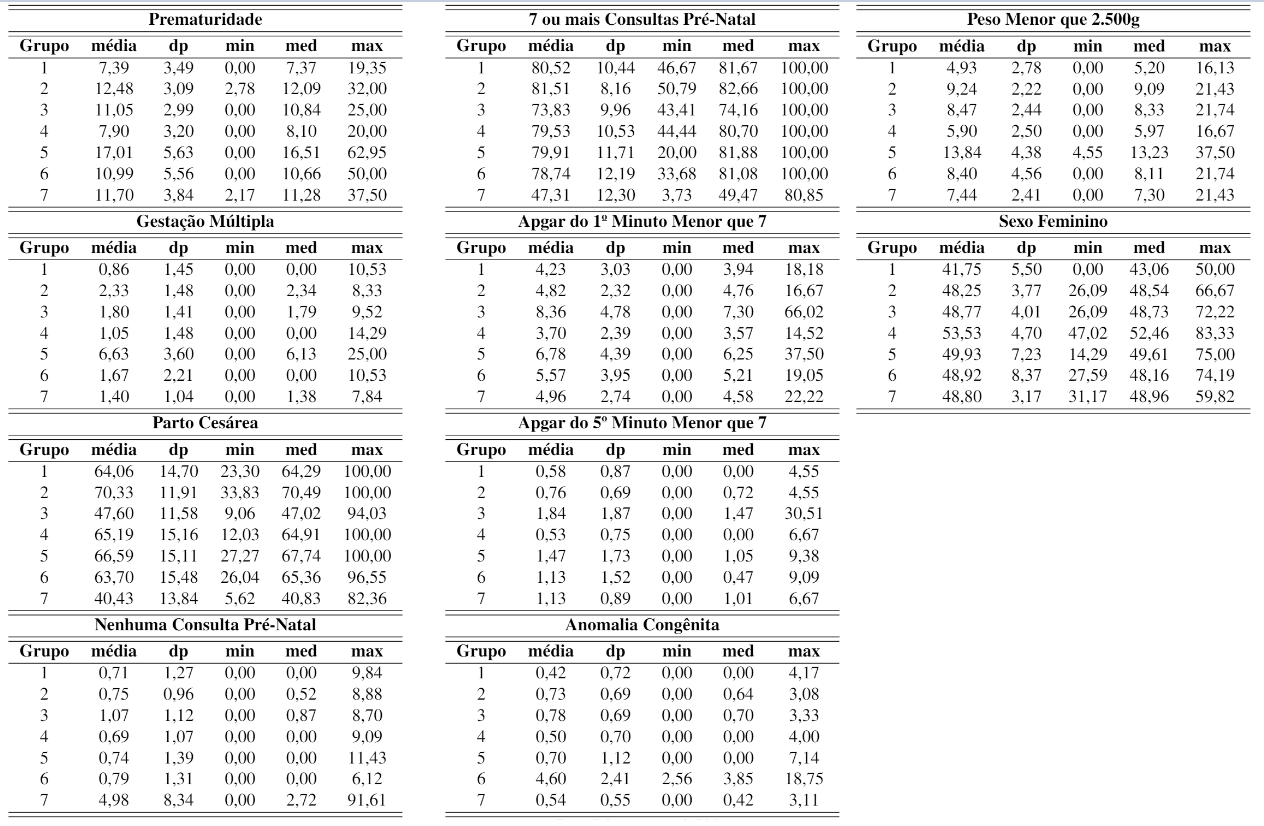 Prematuridade
Grupo média dp min med max
1 7,39 3,49 0,00 7,37 19,35
2 12,48 3,09 2,78 12,09 32,00
3 11,05 2,99 0,00 10,84 25,00
4 7,90 3,20 0,00 8,10 20,00
5 17,01 5,63 0,00 16,51 62,95
6 10,99 5,56 0,00 10,66 50,00
7 11,70 3,84 2,17 11,28 37,50
Gestação Múltipla
Grupo média dp min med max
1 0,86 1,45 0,00 0,00 10,53
2 2,33 1,48 0,00 2,34 8,33
3 1,80 1,41 0,00 1,79 9,52
4 1,05 1,48 0,00 0,00 14,29
5 6,63 3,60 0,00 6,13 25,00
6 1,67 2,21 0,00 0,00 10,53
7 1,40 1,04 0,00 1,38 7,84
Parto Cesárea
Grupo média dp min med max
1 64,06 14,70 23,30 64,29 100,00
2 70,33 11,91 33,83 70,49 100,00
3 47,60 11,58 9,06 47,02 94,03
4 65,19 15,16 12,03 64,91 100,00
5 66,59 15,11 27,27 67,74 100,00
6 63,70 15,48 26,04 65,36 96,55
7 40,43 13,84 5,62 40,83 82,36
Nenhuma Consulta Pré-Natal
Grupo média dp min med max
1 0,71 1,27 0,00 0,00 9,84
2 0,75 0,96 0,00 0,52 8,88
3 1,07 1,12 0,00 0,87 8,70
4 0,69 1,07 0,00 0,00 9,09
5 0,74 1,39 0,00 0,00 11,43
6 0,79 1,31 0,00 0,00 6,12
7 4,98 8,34 0,00 2,72 91,61
7 ou mais Consultas Pré-Natal
Grupo média dp min med max
1 80,52 10,44 46,67 81,67 100,00
2 81,51 8,16 50,79 82,66 100,00
3 73,83 9,96 43,41 74,16 100,00
4 79,53 10,53 44,44 80,70 100,00
5 79,91 11,71 20,00 81,88 100,00
6 78,74 12,19 33,68 81,08 100,00
7 47,31 12,30 3,73 49,47 80,85
Apgar do 1º Minuto Menor que 7
Grupo média dp min med max
1 4,23 3,03 0,00 3,94 18,18
2 4,82 2,32 0,00 4,76 16,67
3 8,36 4,78 0,00 7,30 66,02
4 3,70 2,39 0,00 3,57 14,52
5 6,78 4,39 0,00 6,25 37,50
6 5,57 3,95 0,00 5,21 19,05
7 4,96 2,74 0,00 4,58 22,22
Apgar do 5º Minuto Menor que 7
Grupo média dp min med max
1 0,58 0,87 0,00 0,00 4,55
2 0,76 0,69 0,00 0,72 4,55
3 1,84 1,87 0,00 1,47 30,51
4 0,53 0,75 0,00 0,00 6,67
5 1,47 1,73 0,00 1,05 9,38
6 1,13 1,52 0,00 0,47 9,09
7 1,13 0,89 0,00 1,01 6,67
Anomalia Congênita
Grupo média dp min med max
1 0,42 0,72 0,00 0,00 4,17
2 0,73 0,69 0,00 0,64 3,08
3 0,78 0,69 0,00 0,70 3,33
4 0,50 0,70 0,00 0,00 4,00
5 0,70 1,12 0,00 0,00 7,14
6 4,60 2,41 2,56 3,85 18,75
7 0,54 0,55 0,00 0,42 3,11
Peso Menor que 2.500g
Grupo média dp min med max
1 4,93 2,78 0,00 5,20 16,13
2 9,24 2,22 0,00 9,09 21,43
3 8,47 2,44 0,00 8,33 21,74
4 5,90 2,50 0,00 5,97 16,67
5 13,84 4,38 4,55 13,23 37,50
6 8,40 4,56 0,00 8,11 21,74
7 7,44 2,41 0,00 7,30 21,43
Sexo Feminino
Grupo média dp min med max
1 41,75 5,50 0,00 43,06 50,00
2 48,25 3,77 26,09 48,54 66,67
3 48,77 4,01 26,09 48,73 72,22
4 53,53 4,70 47,02 52,46 83,33
5 49,93 7,23 14,29 49,61 75,00
6 48,92 8,37 27,59 48,16 74,19
7 48,80 3,17 31,17 48,96 59,82